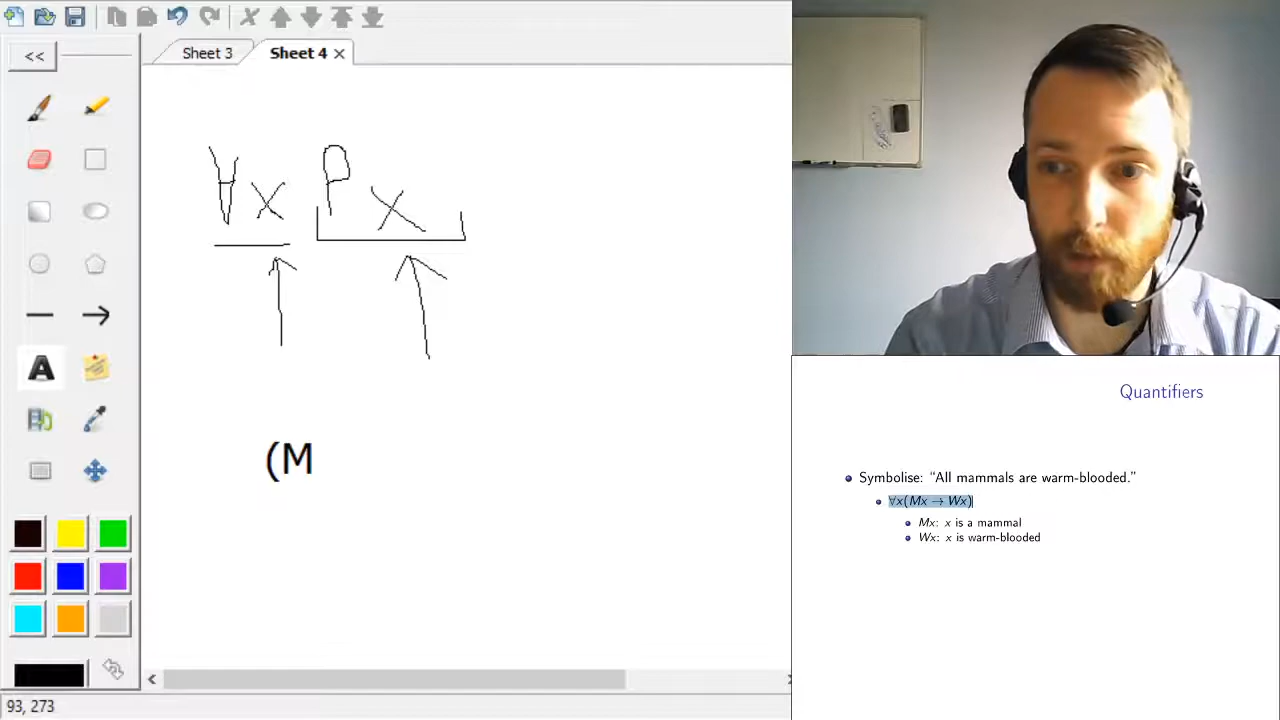 <<
Sheet 3
Sheet 4
∀x Px
(M
93, 273
Quantifiers
Symbolise: “All mammals are warm-blooded.”
∀x(Mx → Wx)
Mx: x is a mammal
Wx: x is warm-blooded